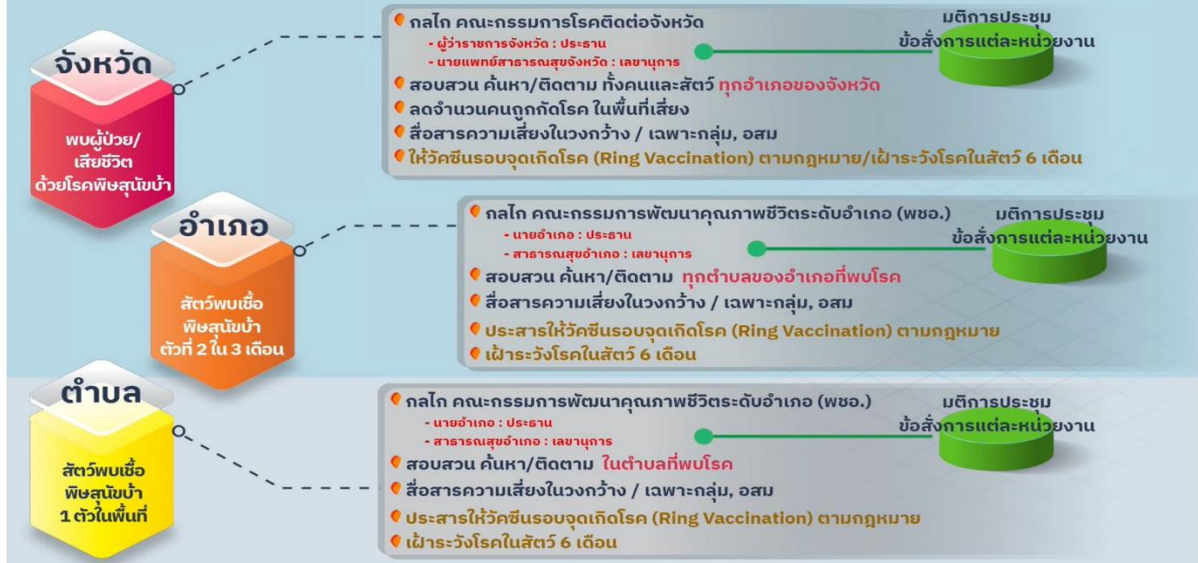 จังหวัด
พบผู้ป่วย/
เสียชีวิต
ด้วยโรคพิษสุนัขบ้า
กลไก คณะกรรมการโรคติดต่อจังหวัด
- ผู้ว่าราชการจังหวัด : ประธาน
- นายแพทย์สาธารณสุขจังหวัด : เลขานุการ
สอบสวน ค้นหา/ติดตาม ทั้งคนและสัตว์ ทุกอำเภอของจังหวัด
ลดจำนวนคนถูกกัดโรค ในพื้นที่เสี่ยง
สื่อสารความเสี่ยงในวงกว้าง / เฉพาะกลุ่ม, อสม
ให้วัคซีนรอบจุดเกิดโรค (Ring Vaccination) ตามกฎหมาย/เฝ้าระวังโรคในสัตว์ 6 เดือน
มติการประชุม
ข้อสั่งการแต่ละหน่วยงาน
อำเภอ
สัตว์พบเชื้อ
พิษสุนัขบ้า
ตัวที่ 2 ใน 3 เดือน
กลไก คณะกรรมการพัฒนาคุณภาพชีวิตระดับอำเภอ (พชอ.)
- นายอำเภอ : ประธาน
- สาธารณสุขอำเภอ : เลขานุการ
สอบสวน ค้นหา/ติดตาม ทุกตำบลของอำเภอที่พบโรค
สื่อสารความเสี่ยงในวงกว้าง / เฉพาะกลุ่ม, อสม
ประสารให้วัคซีนรอบจุดเกิดโรค (Ring Vaccination) ตามกฎหมาย
เฝ้าระวังโรคในสัตว์ 6 เดือน
มติการประชุม
ข้อสั่งการแต่ละหน่วยงาน
ตำบล
สัตว์พบเชื้อ
พิษสุนัขบ้า
1 ตัวในพื้นที่
กลไก คณะกรรมการพัฒนาคุณภาพชีวิตระดับอำเภอ (พชอ.)
- นายอำเภอ : ประธาน
- สาธารณสุขอำเภอ : เลขานุการ
สอบสวน ค้นหา/ติดตาม ในตำบลที่พบโรค
สื่อสารความเสี่ยงในวงกว้าง / เฉพาะกลุ่ม, อสม
ประสารให้วัคซีนรอบจุดเกิดโรค (Ring Vaccination) ตามกฎหมาย
เฝ้าระวังโรคในสัตว์ 6 เดือน
มติการประชุม
ข้อสั่งการแต่ละหน่วยงาน